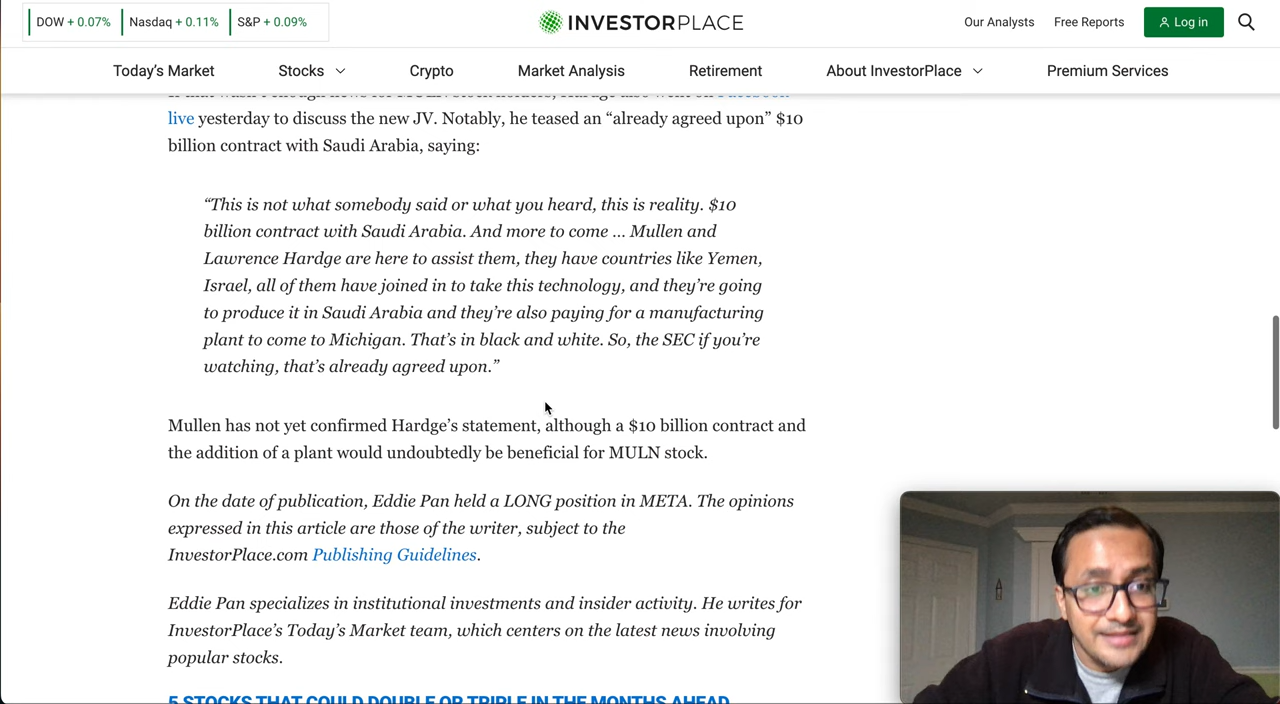 DOW + 0.07% Nasdaq + 0.11% S&P + 0.09%
INVESTORPLACE
Our Analysts Free Reports Log in
Today's Market Stocks Crypto Market Analysis Retirement About InvestorPlace Premium Services
live yesterday to discuss the new JV. Notably, he teased an “already agreed upon” $10
billion contract with Saudi Arabia, saying:
“This is not what somebody said or what you heard, this is reality. $10
billion contract with Saudi Arabia. And more to come … Mullen and
Lawrence Hardge are here to assist them, they have countries like Yemen,
Israel, all of them have joined in to take this technology, and they’re going
to produce it in Saudi Arabia and they’re also paying for a manufacturing
plant to come to Michigan. That’s in black and white. So, the SEC if you’re
watching, that’s already agreed upon.”
Mullen has not yet confirmed Hardge’s statement, although a $10 billion contract and
the addition of a plant would undoubtedly be beneficial for MULN stock.
On the date of publication, Eddie Pan held a LONG position in META. The opinions
expressed in this article are those of the writer, subject to the
InvestorPlace.com Publishing Guidelines.
Eddie Pan specializes in institutional investments and insider activity. He writes for
InvestorPlace’s Today’s Market team, which centers on the latest news involving
popular stocks.
5 STOCKS THAT COULD DOUBLE OR TRIPLE IN THE MONTHS AHEAD